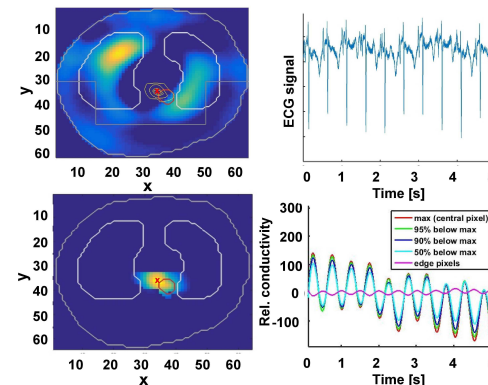 10
20
30
40
50
60
y
10 20 30 40 50 60
x
ECG signal
0 1 2 3 4 5
Time [s]
10
20
30
40
50
60
y
x
10 20 30 40 50 60
x
300
200
100
0
-100
Rel. conductivity
max (central pixel)
95% below max
90% below max
50% below max
edge pixels
0 1 2 3 4 5
Time [s]